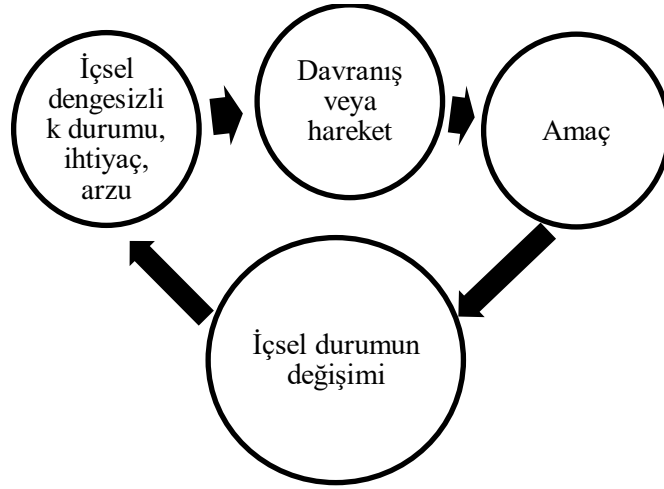 İçsel
dengesizli
k durumu,
ihtiyaç,
arzu
Davranış
veya
hareket
Amaç
İçsel durumun
değişimi